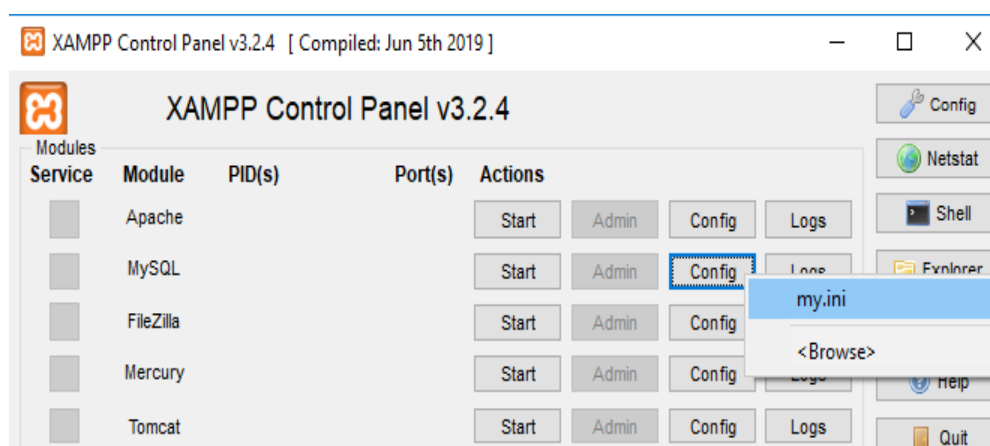 XAMPP Control Panel v3.2.4 [ Compiled: Jun 5th 2019 ]
XAMPP Control Panel v3.2.4
Config
Modules
Service Module PID(s) Port(s) Actions
Netstat
Apache Start Admin Config Logs
Shell
MySQL Start Admin Config Logs
Explorer
my.ini
FileZilla Start Admin Config
<Browse>
Mercury Start Admin Config Logs
Help
Tomcat Start Admin Config Logs
Quit